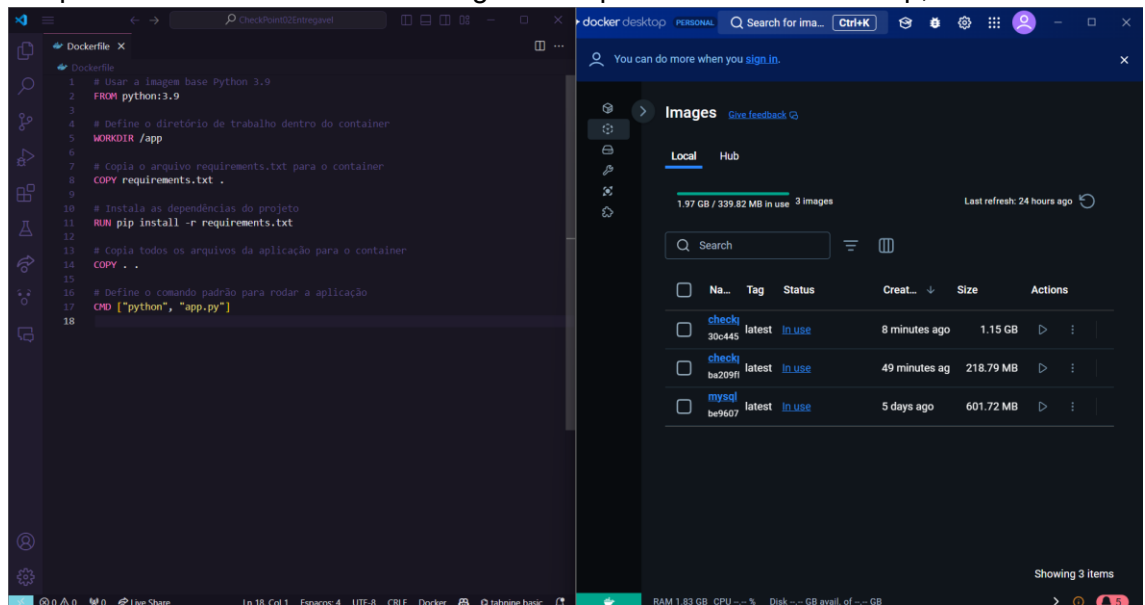 CheckPoint02Entregavel
Dockerfile
Dockerfile
1 # Usar a imagem base Python 3.9
2 FROM python:3.9
3
4 # Define o diretório de trabalho dentro do container
5 WORKDIR /app
6
7 # Copia o arquivo requirements.txt para o container
8 COPY requirements.txt .
9
10 # Instala as dependências do projeto
11 RUN pip install -r requirements.txt
12
13 # Copia todos os arquivos da aplicação para o container
14 COPY . .
15
16 # Define o comando padrão para rodar a aplicação
17 CMD ["python", "app.py"]
18
0 0 0 Live Share Ln 18, Col 1 Espaços: 4 UTF-8 CRLF Docker tabnine basic
docker desktop PERSONAL Search for ima... Ctrl+K
You can do more when you sign in.
Images Give feedback
Local Hub
1.97 GB / 339.82 MB in use 3 images Last refresh: 24 hours ago
Search
Na... Tag Status Creat... Size Actions
30c445 latest In use 8 minutes ago 1.15 GB
latest In use 49 minutes ag 218.79 MB
mysql
be9607 latest In use 5 days ago 601.72 MB
Showing 3 items
RAM 1.83 GB CPU --.-- % Disk --.-- GB avail. of --.-- GB 5